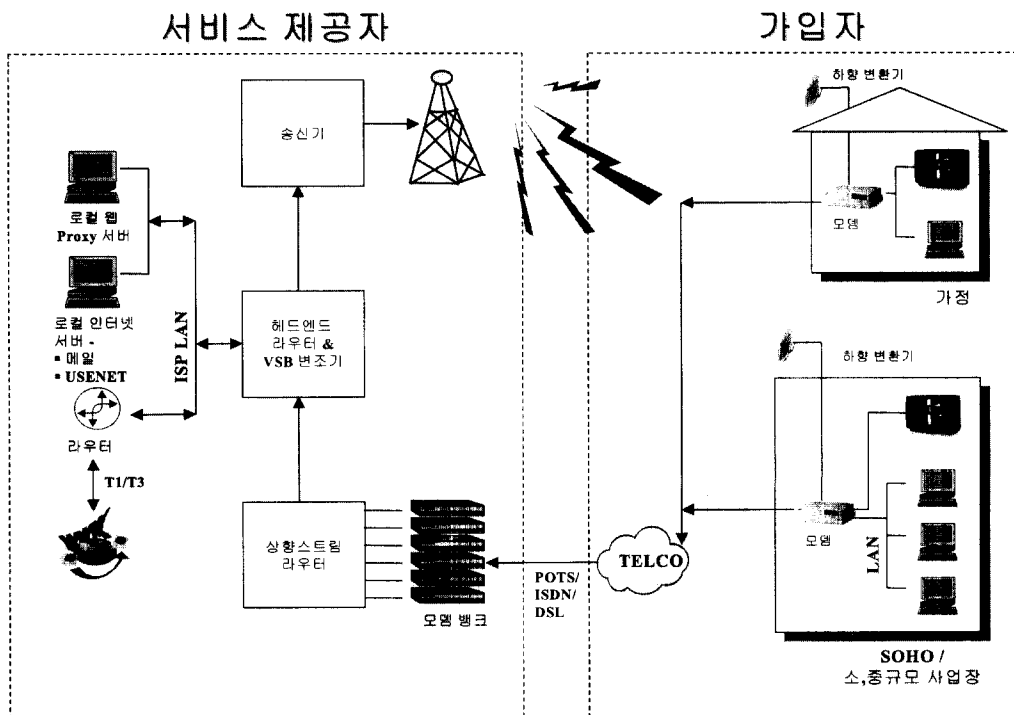 서비스 제공자
가입자
송신기
로컬 웹
Proxy 서버
로컬 인터넷
서버 -
▪ 메일
▪ USENET
라우터
T1/T3
ISP LAN
헤드엔드
라우터 &
VSB 변조기
상향스트림
라우터
모뎀 뱅크
POTS/
ISDN/
DSL
TELCO
하향 변환기
모뎀
가정
하향 변환기
모뎀
LAN
SOHO /
소,중규모 사업장